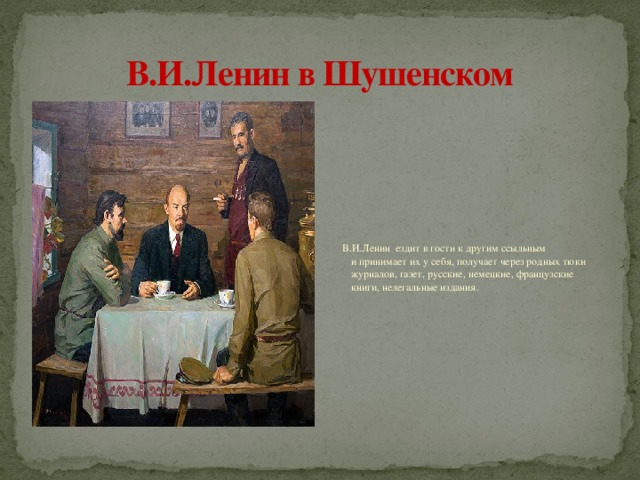 В.И.Ленин в Шушенском
В.И.Ленин ездит в гости к другим ссыльным
и принимает их у себя, получает через родных тюки
журналов, газет, русские, немецкие, французские
книги, нелегальные издания.